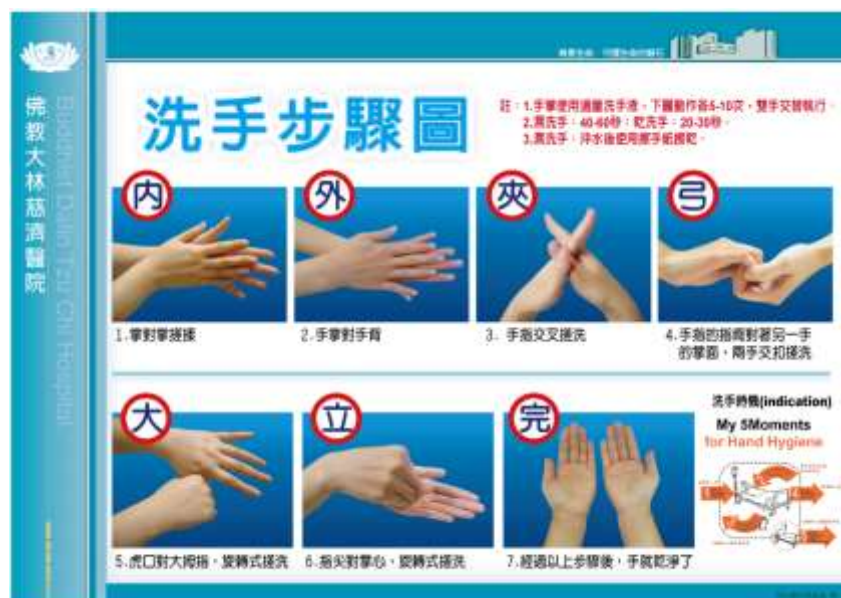 佛教大林慈濟醫院
Buddhist Dalin Tzu Chi Hospital
洗手步驟圖
註：1.手掌使用適量洗手液，下圖動作各5-10次，雙手交替執行。
2.濕洗手：40-60秒；乾洗手：20-30秒。
3.濕洗手：沖水後使用擦手紙擦乾。
內
外
夾
弓
1.掌對掌搓揉
2.手掌對手背
3. 手指交叉搓洗
4.手指的指背對著另一手
的掌面，兩手交扣搓洗
大
立
完
洗手時機(indication)
My 5Moments
for Hand Hygiene
5.虎口對大拇指，旋轉式搓洗
6.指尖對掌心，旋轉式搓洗
7.經過以上步驟後，手就乾淨了